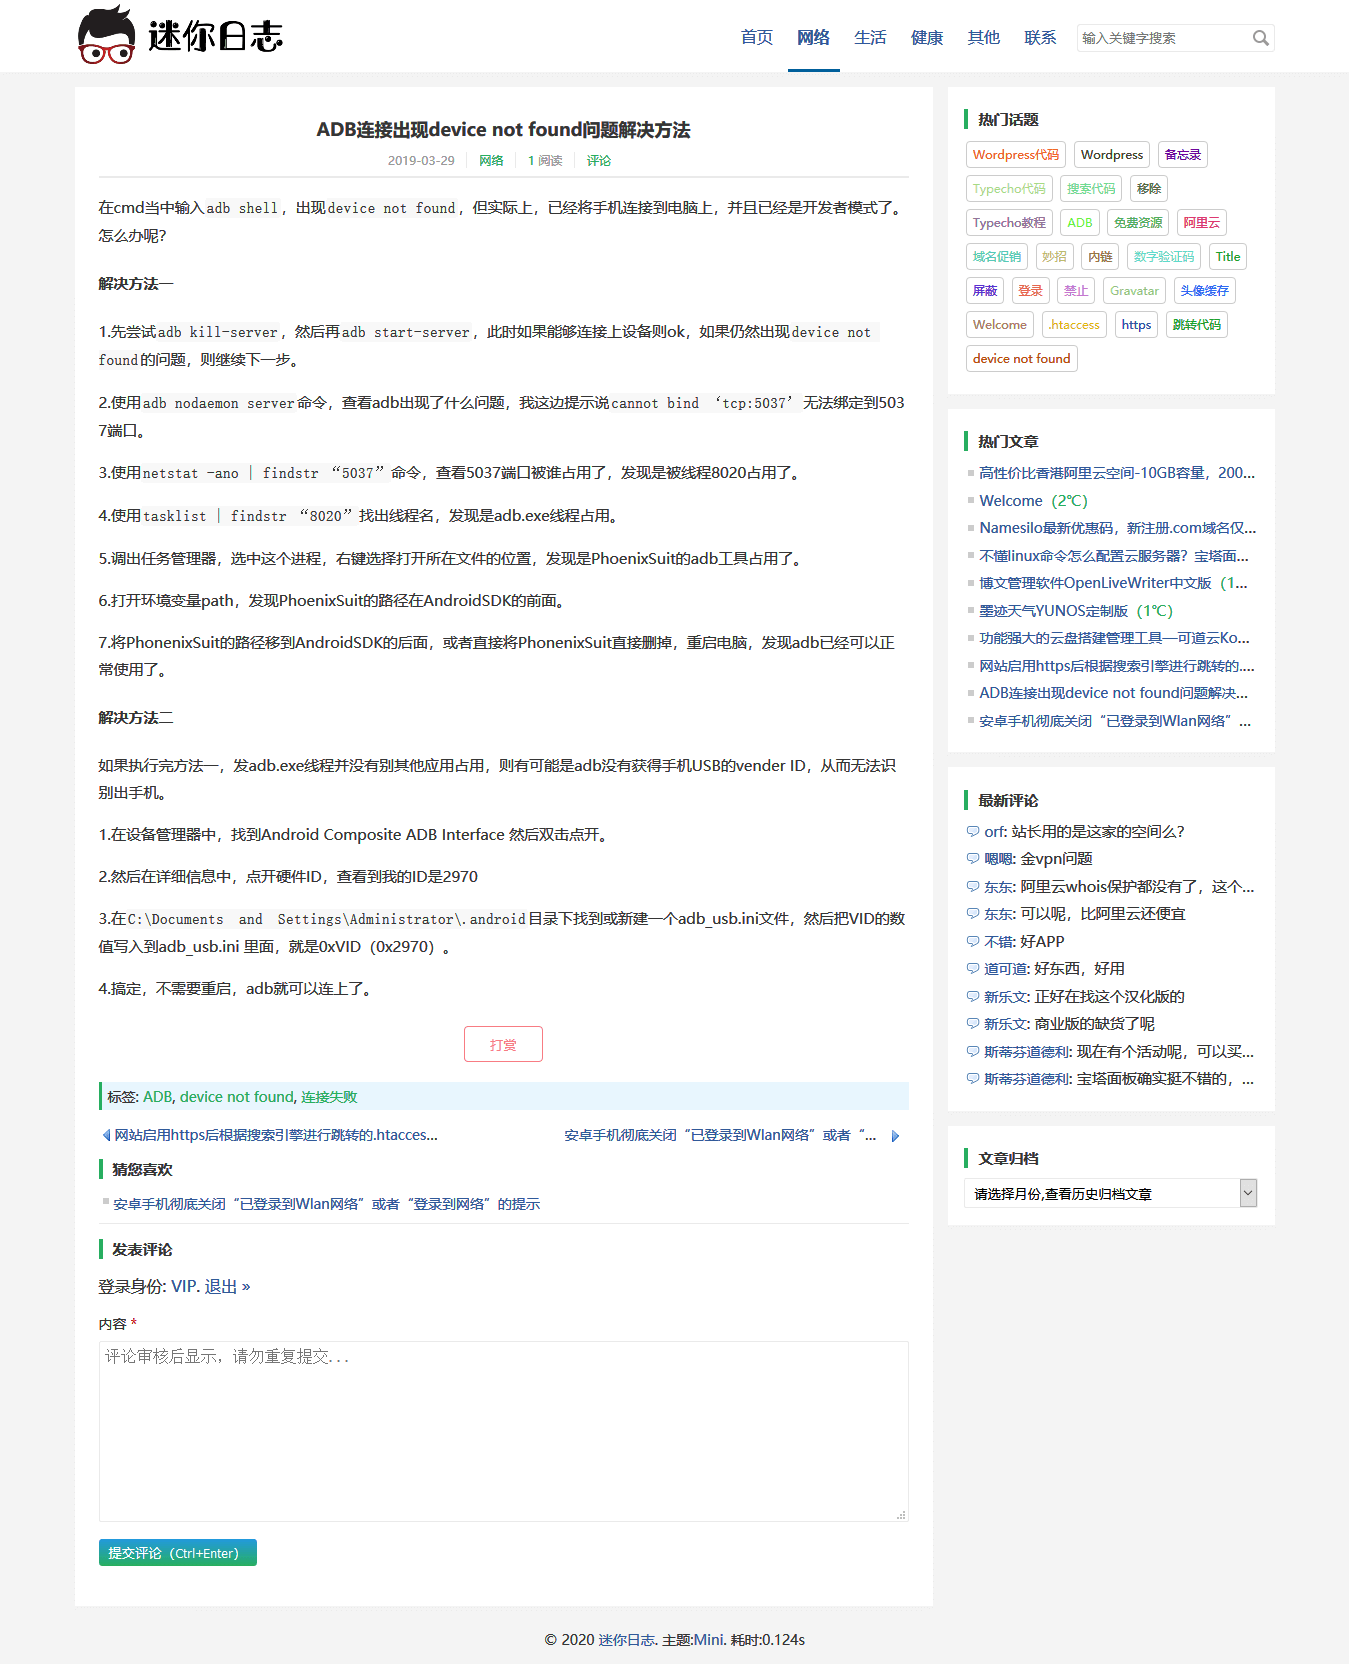 迷你日志
首页 网络 生活 健康 其他 联系 输入关键字搜索
ADB连接出现device not found问题解决方法
2019-03-29 网络 1 阅读 评论
在cmd当中输入adb shell，出现device not found，但实际上，已经将手机连接到电脑上，并且已经是开发者模式了。
怎么办呢？
解决方法一
1.先尝试adb kill-server，然后再adb start-server，此时如果能够连接上设备则ok，如果仍然出现device not
found的问题，则继续下一步。
2.使用adb nodaemon server命令，查看adb出现了什么问题，我这边提示说cannot bind ‘tcp:5037’ 无法绑定到503
7端口。
3.使用netstat -ano | findstr “5037”命令，查看5037端口被谁占用了，发现是被线程8020占用了。
4.使用tasklist | findstr “8020”找出线程名，发现是adb.exe线程占用。
5.调出任务管理器，选中这个进程，右键选择打开所在文件的位置，发现是PhoenixSuit的adb工具占用了。
6.打开环境变量path，发现PhoenixSuit的路径在AndroidSDK的前面。
7.将PhonenixSuit的路径移到AndroidSDK的后面，或者直接将PhonenixSuit直接删掉，重启电脑，发现adb已经可以正
常使用了。
解决方法二
如果执行完方法一，发adb.exe线程并没有别其他应用占用，则有可能是adb没有获得手机USB的vender ID，从而无法识
别出手机。
1.在设备管理器中，找到Android Composite ADB Interface 然后双击点开。
2.然后在详细信息中，点开硬件ID，查看到我的ID是2970
3.在C:\Documents and Settings\Administrator\.android目录下找到或新建一个adb_usb.ini文件，然后把VID的数
值写入到adb_usb.ini 里面，就是0xVID（0x2970）。
4.搞定，不需要重启，adb就可以连上了。
打赏
标签: ADB, device not found, 连接失败
网站启用https后根据搜索引擎进行跳转的.htacces... 安卓手机彻底关闭“已登录到Wlan网络”或者“...
猜您喜欢
安卓手机彻底关闭“已登录到Wlan网络”或者“登录到网络”的提示
发表评论
登录身份: VIP. 退出 »
内容 *
评论审核后显示，请勿重复提交...
提交评论（Ctrl+Enter）
热门话题
Wordpress代码 Wordpress 备忘录
Typecho代码 搜索代码 移除
Typecho教程 ADB 免费资源 阿里云
域名促销 妙招 内链 数字验证码 Title
屏蔽 登录 禁止 Gravatar 头像缓存
Welcome .htaccess https 跳转代码
device not found
热门文章
高性价比香港阿里云空间-10GB容量，200...
Welcome（2℃）
Namesilo最新优惠码，新注册.com域名仅...
不懂linux命令怎么配置云服务器？宝塔面...
博文管理软件OpenLiveWriter中文版（1...
墨迹天气YUNOS定制版（1℃）
功能强大的云盘搭建管理工具—可道云Ko...
网站启用https后根据搜索引擎进行跳转的....
ADB连接出现device not found问题解决...
安卓手机彻底关闭“已登录到Wlan网络”...
最新评论
orf: 站长用的是这家的空间么？
嗯嗯: 金vpn问题
东东: 阿里云whois保护都没有了，这个...
东东: 可以呢，比阿里云还便宜
不错: 好APP
道可道: 好东西，好用
新乐文: 正好在找这个汉化版的
新乐文: 商业版的缺货了呢
斯蒂芬道德利: 现在有个活动呢，可以买...
斯蒂芬道德利: 宝塔面板确实挺不错的，...
文章归档
请选择月份,查看历史归档文章
© 2020 迷你日志. 主题:Mini. 耗时:0.124s